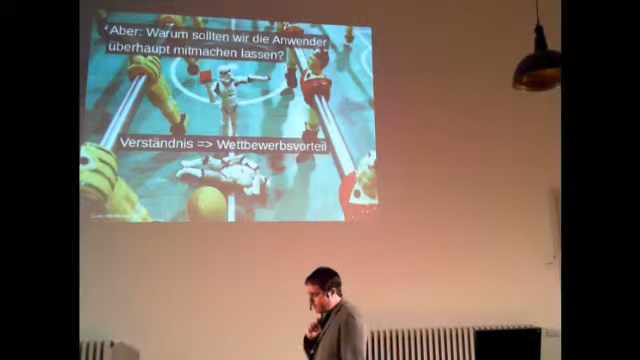 Aber: Warum sollten wir die Anwender
überhaupt mitmachen lassen?
Verständnis => Wettbewerbsvorteil